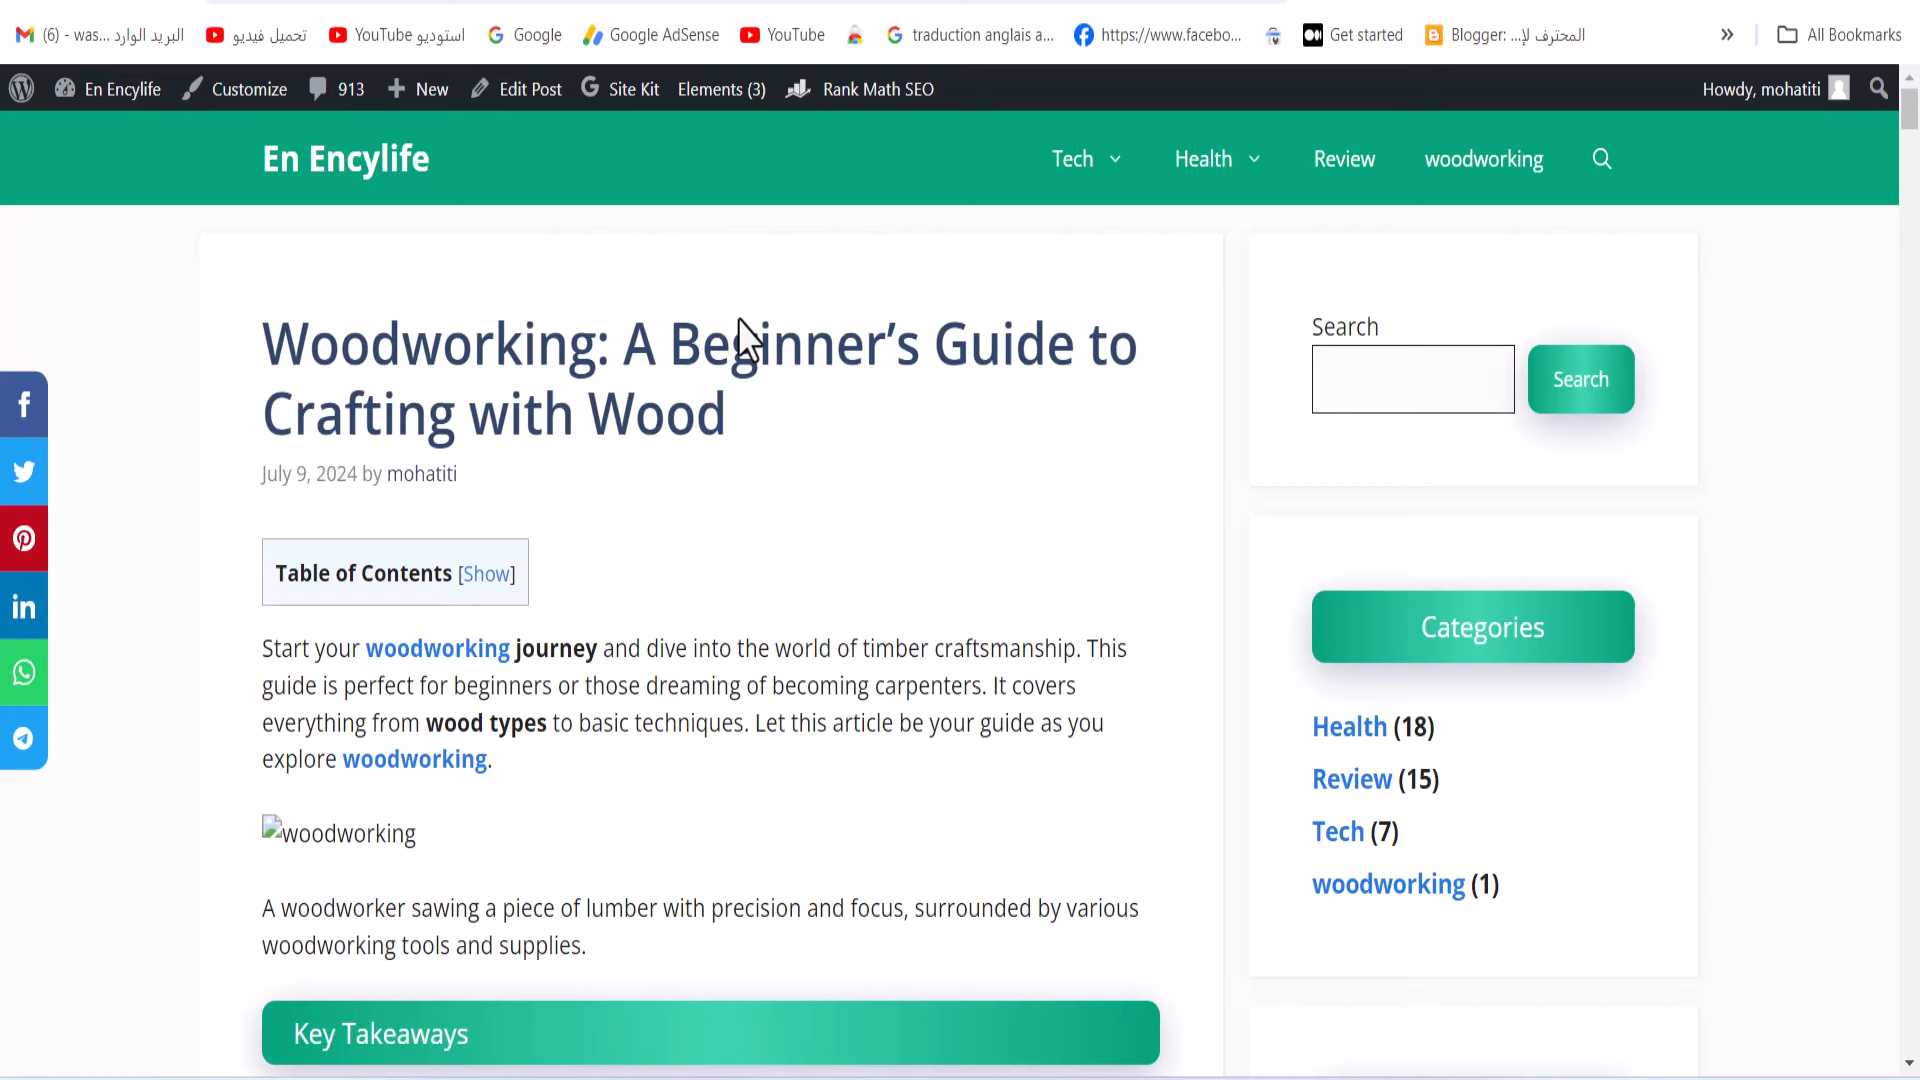 (6) - was... البريد الوارد
تحميل فيديو
استوديو YouTube
Google
Google AdSense
YouTube
traduction anglais a...
https://www.facebo...
Get started
Blogger: ...المحترف لإ
»
All Bookmarks
En Encylife
Customize
913
New
Edit Post
Site Kit
Elements (3)
Rank Math SEO
Howdy, mohatiti
En Encylife
Tech
Health
Review
woodworking
Woodworking: A Beginner’s Guide to
Crafting with Wood
July 9, 2024 by mohatiti
Table of Contents [Show]
Start your woodworking journey and dive into the world of timber craftsmanship. This
guide is perfect for beginners or those dreaming of becoming carpenters. It covers
everything from wood types to basic techniques. Let this article be your guide as you
explore woodworking.
woodworking
A woodworker sawing a piece of lumber with precision and focus, surrounded by various
woodworking tools and supplies.
Key Takeaways
Search
Search
Categories
Health (18)
Review (15)
Tech (7)
woodworking (1)